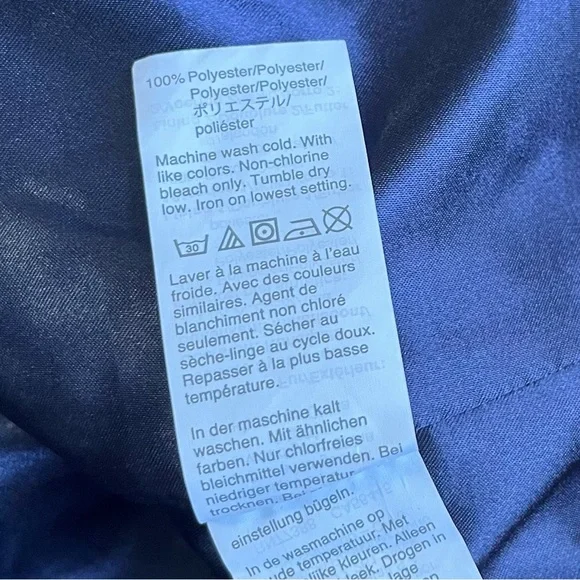 100% Polyester/Polyester/
Polyester/Polyester/
ポリエステル/
poliéster
Machine wash cold. With
like colors. Non-chlorine
bleach only. Tumble dry
low. Iron on lowest setting.
30
Laver à la machine à l'eau
froide. Avec des couleurs
similaires. Agent de
blanchiment non chloré
seulement. Sécher au
sèche-linge au cycle doux.
Repasser à la plus basse
température.
In der maschine kalt
waschen. Mit ähnlichen
farben. Nur chlorfreies
bleichmittel verwenden. Bei
niedriger temperatur
trocknen. Bei
einstellung bügeln.
In de wasmachine op
temperatuur. Met
kleuren. Alleen
Drogen in